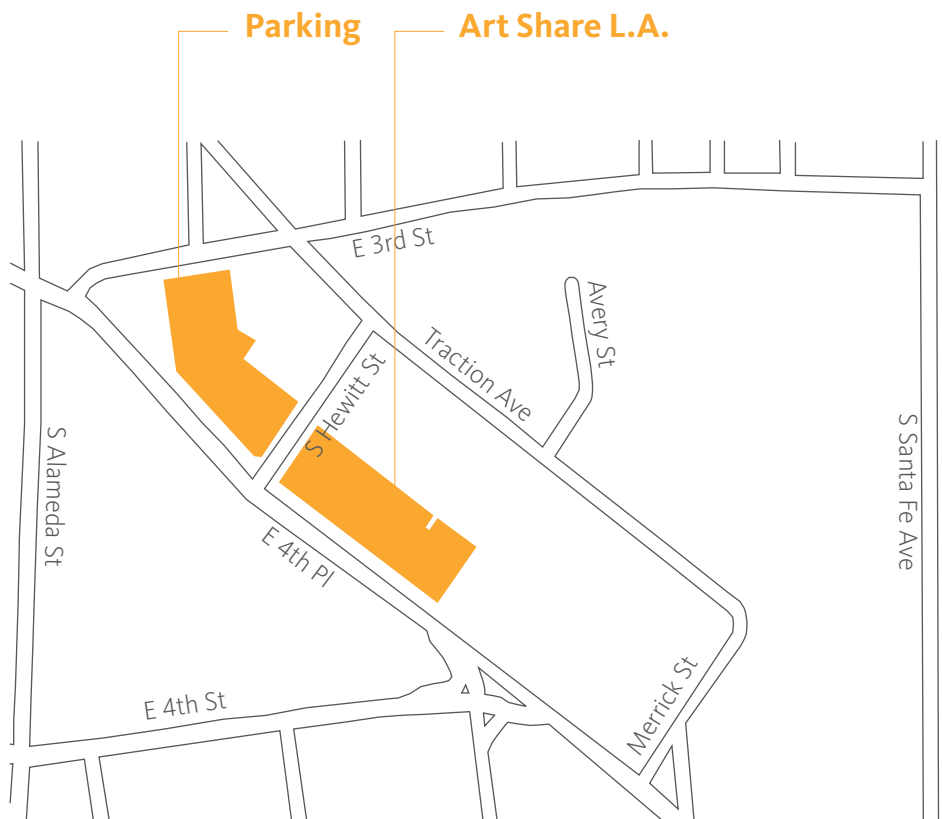 Parking
Art Share L.A.
E 3rd St
Avery St
Traction Ave
S Hewitt St
S Alameda St
S Santa Fe Ave
E 4th Pl
Merrick St
E 4th St